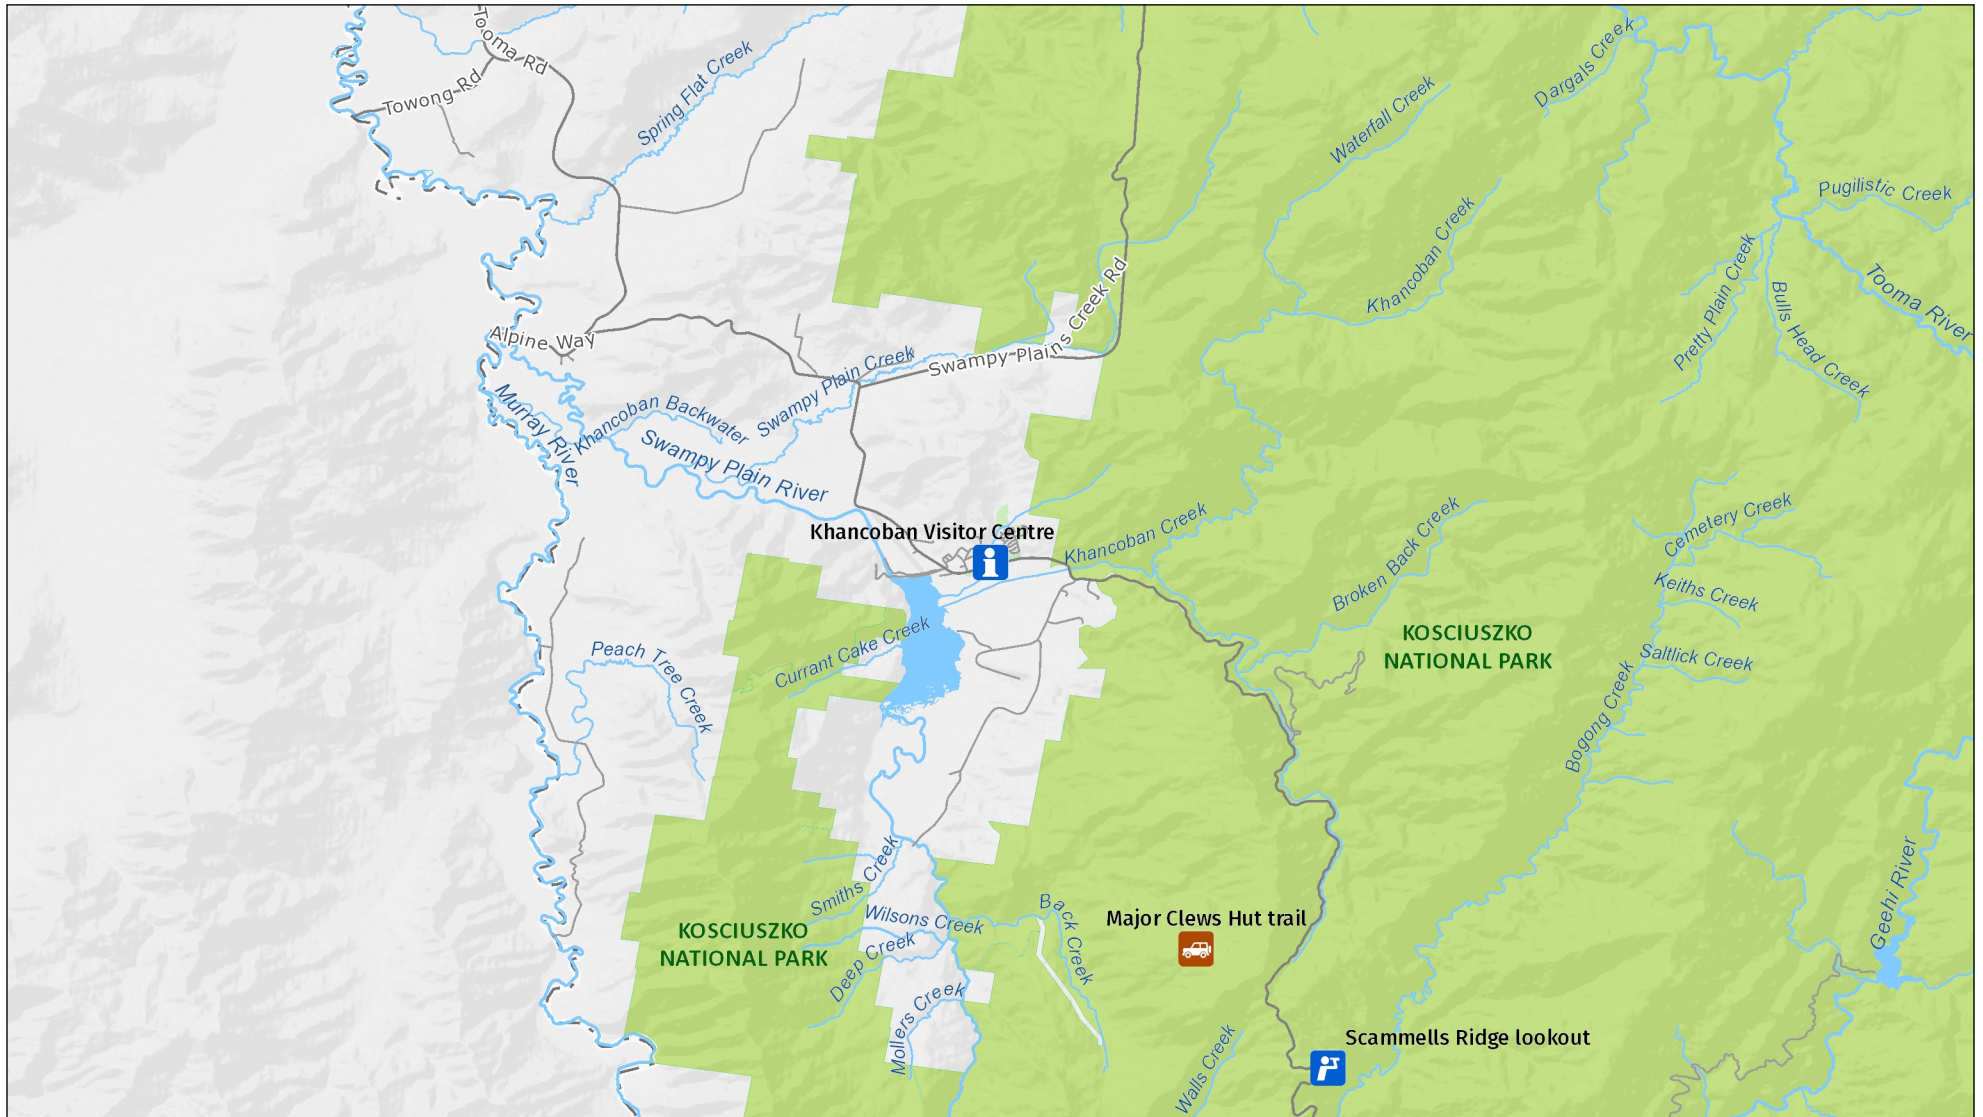 Tooma Rd
Towong Rd
Spring Flat Creek
Dargals Creek
Waterfall Creek
Pugilistic Creek
Khancoban Creek
Pretty Plain Creek
Bulls Head Creek
Tooma River
Alpine Way
Swampy Plains Creek Rd
Swampy Plain Creek
Murray River
Khancoban Backwater
Swampy Plain River
Khancoban Visitor Centre
Khancoban Creek
Broken Back Creek
Cemetery Creek
Keiths Creek
Currant Cake Creek
KOSCIUSZKO
NATIONAL PARK
Saltlick Creek
Peach Tree Creek
Bogong Creek
Smiths Creek
Geehi River
KOSCIUSZKO
NATIONAL PARK
Wilsons Creek
Deep Creek
Back Creek
Major Clews Hut trail
Mollers Creek
Walls Creek
Scammells Ridge lookout